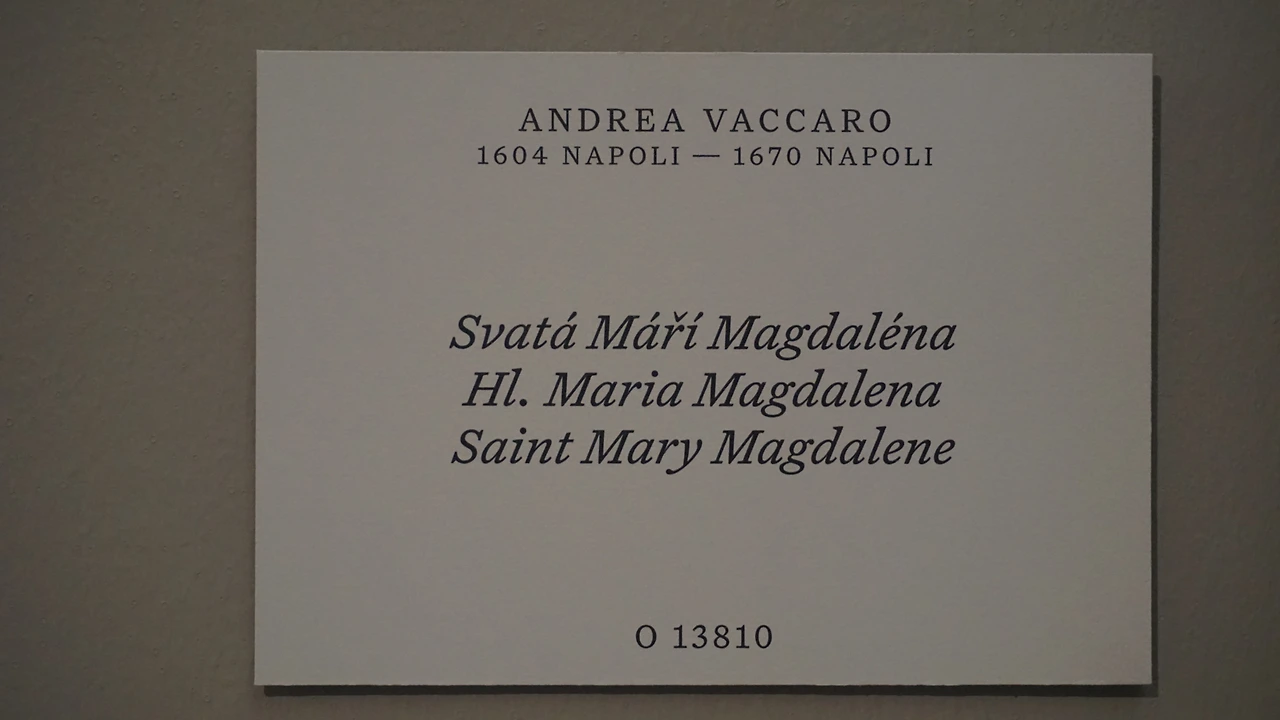 ANDREA VACCARO
1604 NAPOLI — 1670 NAPOLI
Svatá Máří Magdaléna
Hl. Maria Magdalena
Saint Mary Magdalene
O 13810